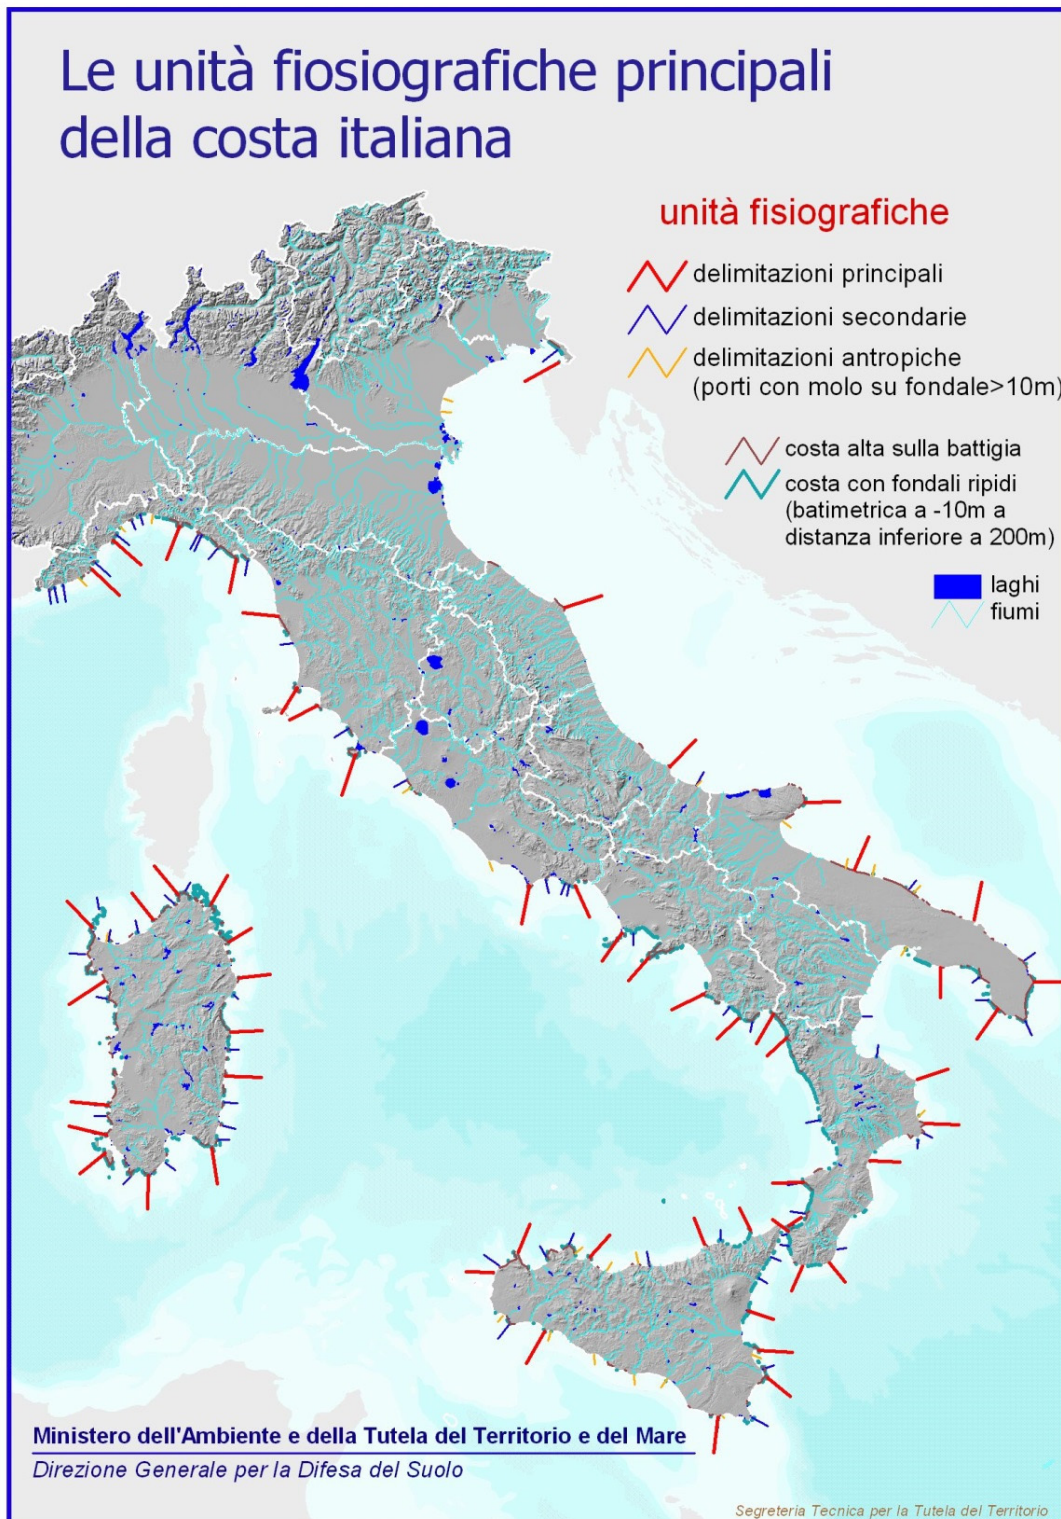 Le unità fiosiografiche principali
della costa italiana
unità fisiografiche
delimitazioni principali
delimitazioni secondarie
delimitazioni antropiche
(porti con molo su fondale>10m)
costa alta sulla battigia
costa con fondali ripidi
(batimetrica a -10m a
distanza inferiore a 200m)
laghi
fiumi
Ministero dell'Ambiente e della Tutela del Territorio e del Mare
Direzione Generale per la Difesa del Suolo
Segreteria Tecnica per la Tutela del Territorio